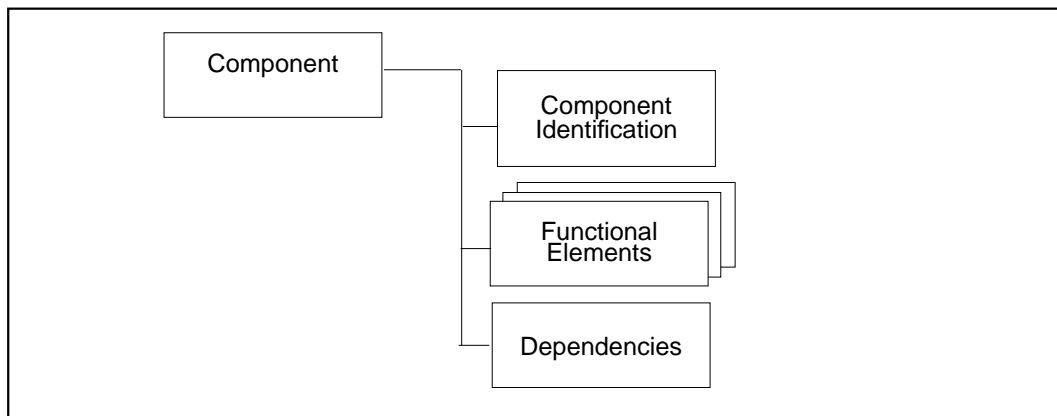 Component
Component
Identification
Functional
Elements
Dependencies